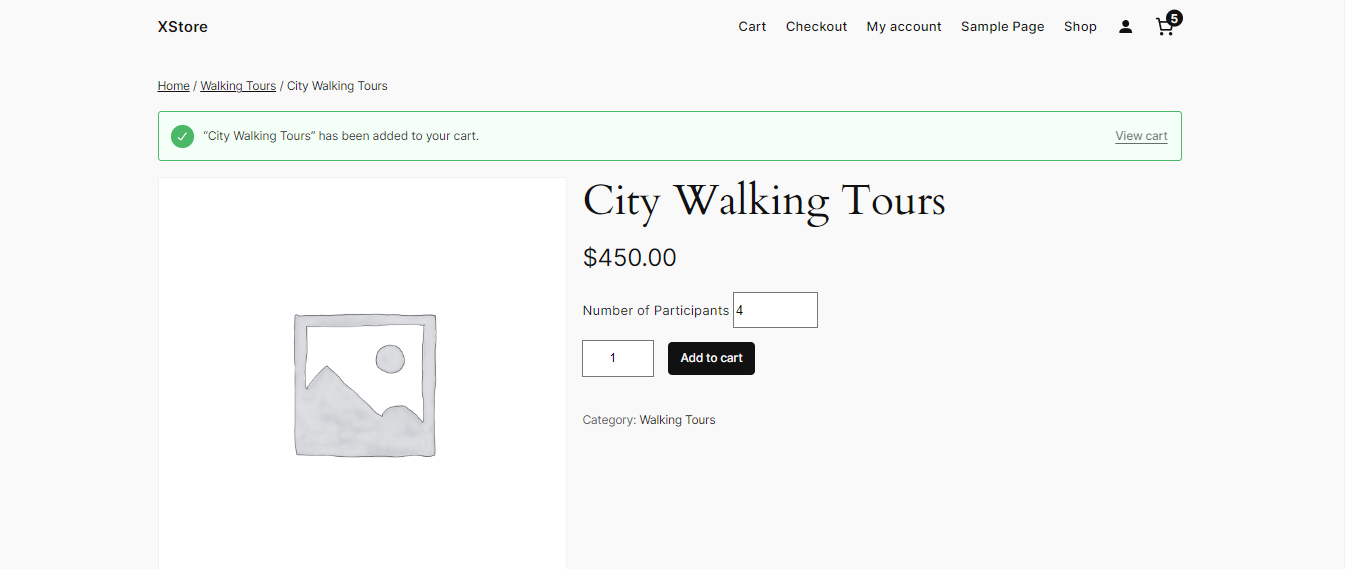 XStore
Cart Checkout My account Sample Page Shop 5
Home / Walking Tours / City Walking Tours
“City Walking Tours” has been added to your cart. View cart
City Walking Tours
$450.00
Number of Participants 4
1 Add to cart
Category: Walking Tours